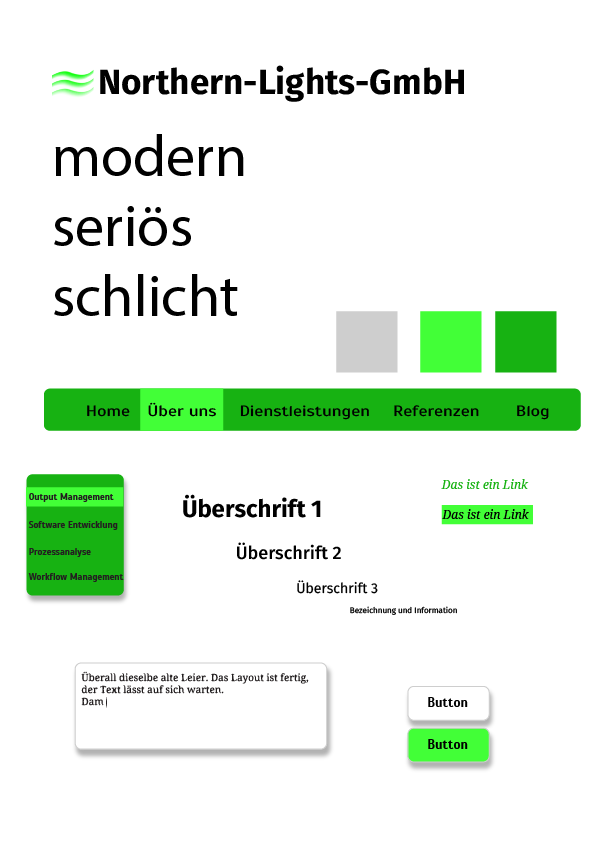 Northern-Lights-GmbH
modern
seriös
schlicht
Home Über uns Dienstleistungen Referenzen Blog
Output Management
Software Entwicklung
Prozessanalyse
Workflow Management
Überschrift 1
Überschrift 2
Überschrift 3
Bezeichnung und Information
Das ist ein Link
Das ist ein Link
Überall dieselbe alte Leier. Das Layout ist fertig,
der Text lässt auf sich warten.
Dam
Button
Button